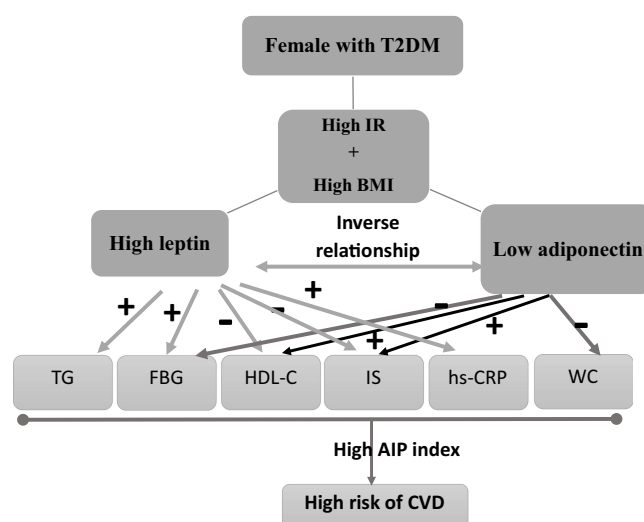 Female with T2DM
High IR
+
High BMI
High leptin
Inverse
relationship
Low adiponectin
+
+
-
-
+
-
+
+
-
TG
FBG
HDL-C
IS
hs-CRP
WC
High AIP index
High risk of CVD